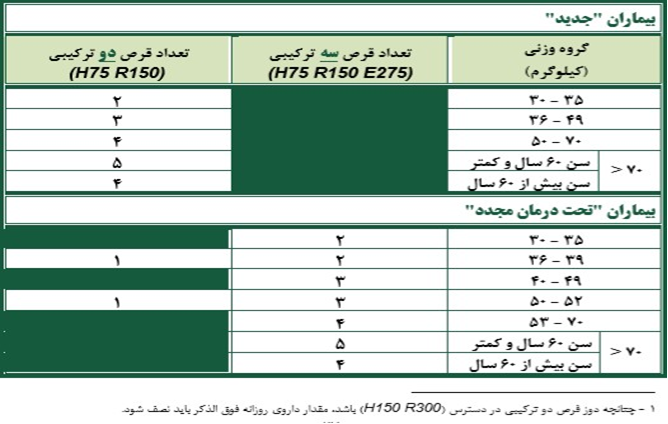 بیماران "جدید"
گروه وزنی (کیلوگرم) تعداد قرص سه ترکیبی (H75 R150 E275) تعداد قرص دو ترکیبی (H75 R150)
۳۰ – ۳۵ ۲
۳۶ – ۴۹ ۳
۵۰ – ۷۰ ۴
> ۷۰ سن ۶۰ سال و کمتر ۵
سن بیش از ۶۰ سال ۴
بیماران "تحت درمان مجدد"
۳۰ – ۳۵ ۲
۳۶ – ۳۹ ۲ ۱
۴۰ – ۴۹ ۳
۵۰ – ۵۲ ۳ ۱
۵۳ – ۷۰ ۴
> ۷۰ سن ۶۰ سال و کمتر ۵
سن بیش از ۶۰ سال ۴
۱ - چنانچه دوز قرص دو ترکیبی در دسترس (H150 R300) باشد، مقدار داروی روزانه فوق الذکر باید نصف شود.